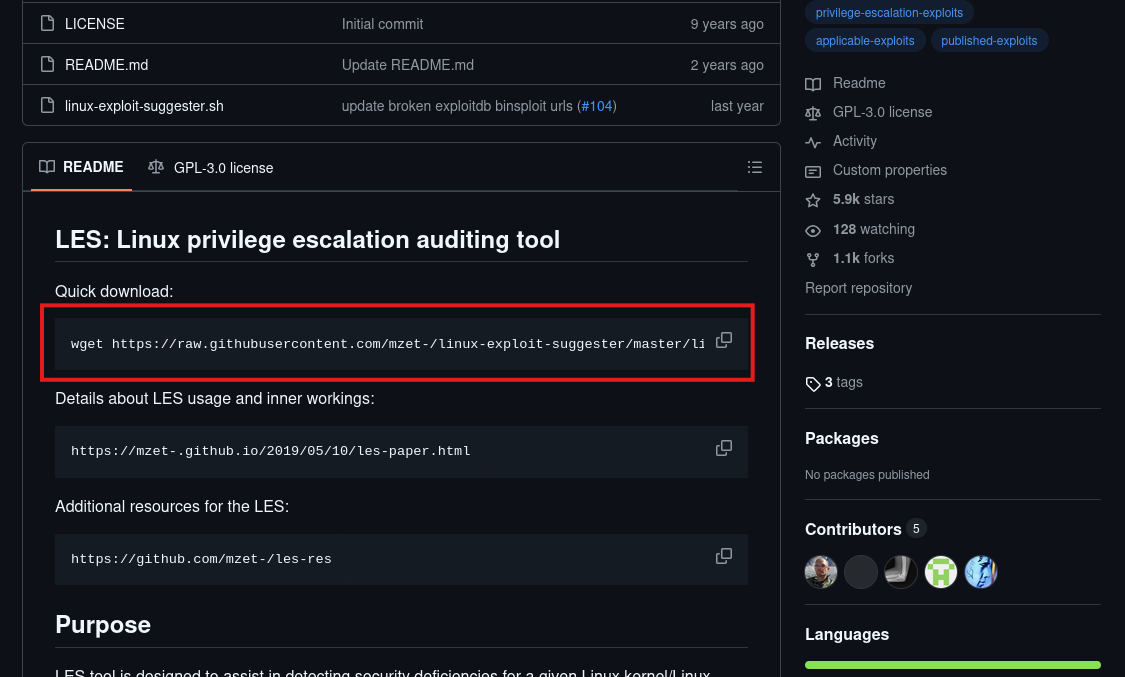 LICENSE Initial commit 9 years ago
README.md Update README.md 2 years ago
linux-exploit-suggester.sh update broken exploitdb binsploit urls (#104) last year
README GPL-3.0 license
LES: Linux privilege escalation auditing tool
Quick download:
wget https://raw.githubusercontent.com/mzet-/linux-exploit-suggester/master/li
Details about LES usage and inner workings:
https://mzet-.github.io/2019/05/10/les-paper.html
Additional resources for the LES:
https://github.com/mzet-/les-res
Purpose
LES tool is designed to assist in detecting security deficiencies for a given Linux kernel/Linux
privilege-escalation-exploits
applicable-exploits published-exploits
Readme
GPL-3.0 license
Activity
Custom properties
5.9k stars
128 watching
1.1k forks
Report repository
Releases
3 tags
Packages
No packages published
Contributors 5
Languages